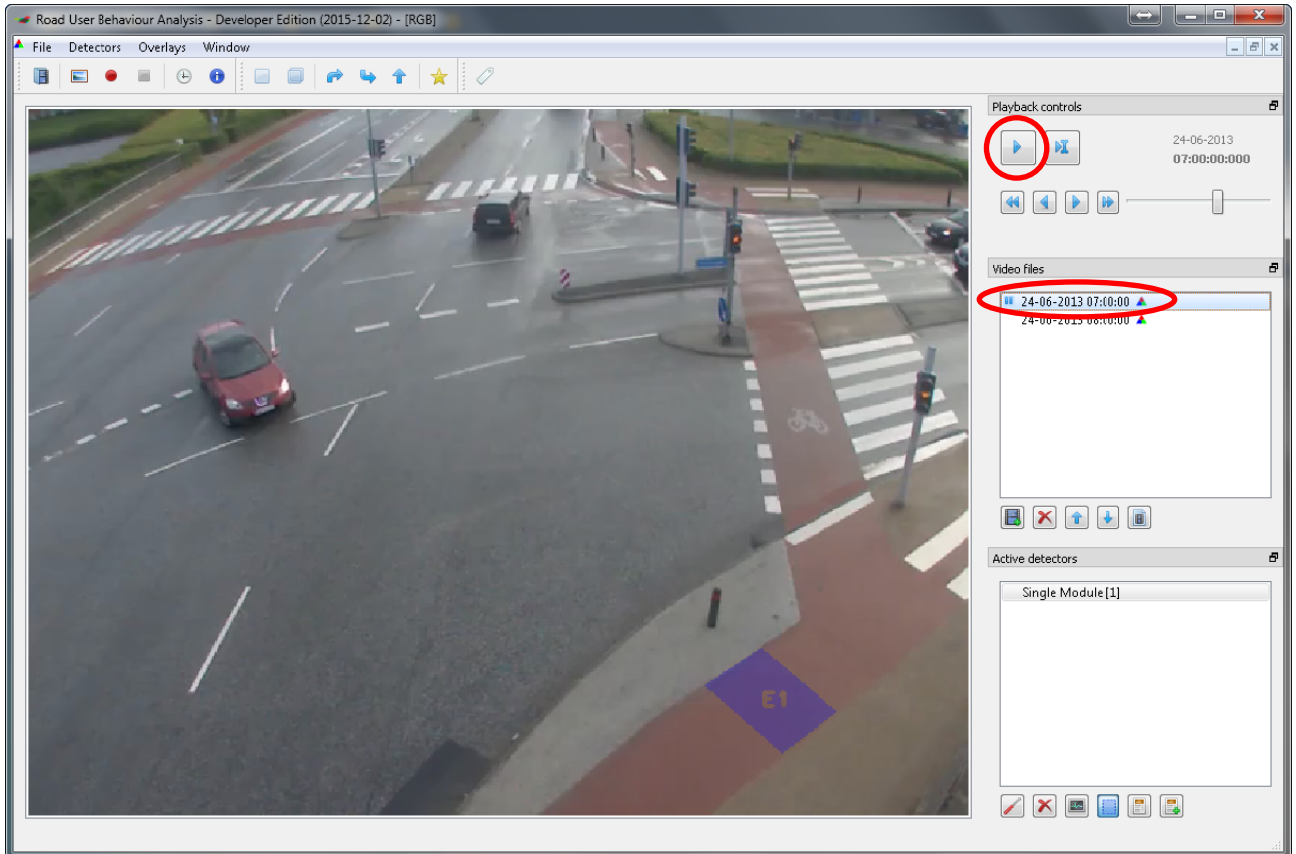 Road User Behaviour Analysis - Developer Edition (2015-12-02) - [RGB]
File Detectors Overlays Window
Playback controls
24-06-2013
07:00:00:000
Video files
24-06-2013 07:00:00
24-06-2013 08:00:00
Active detectors
Single Module[1]
E1